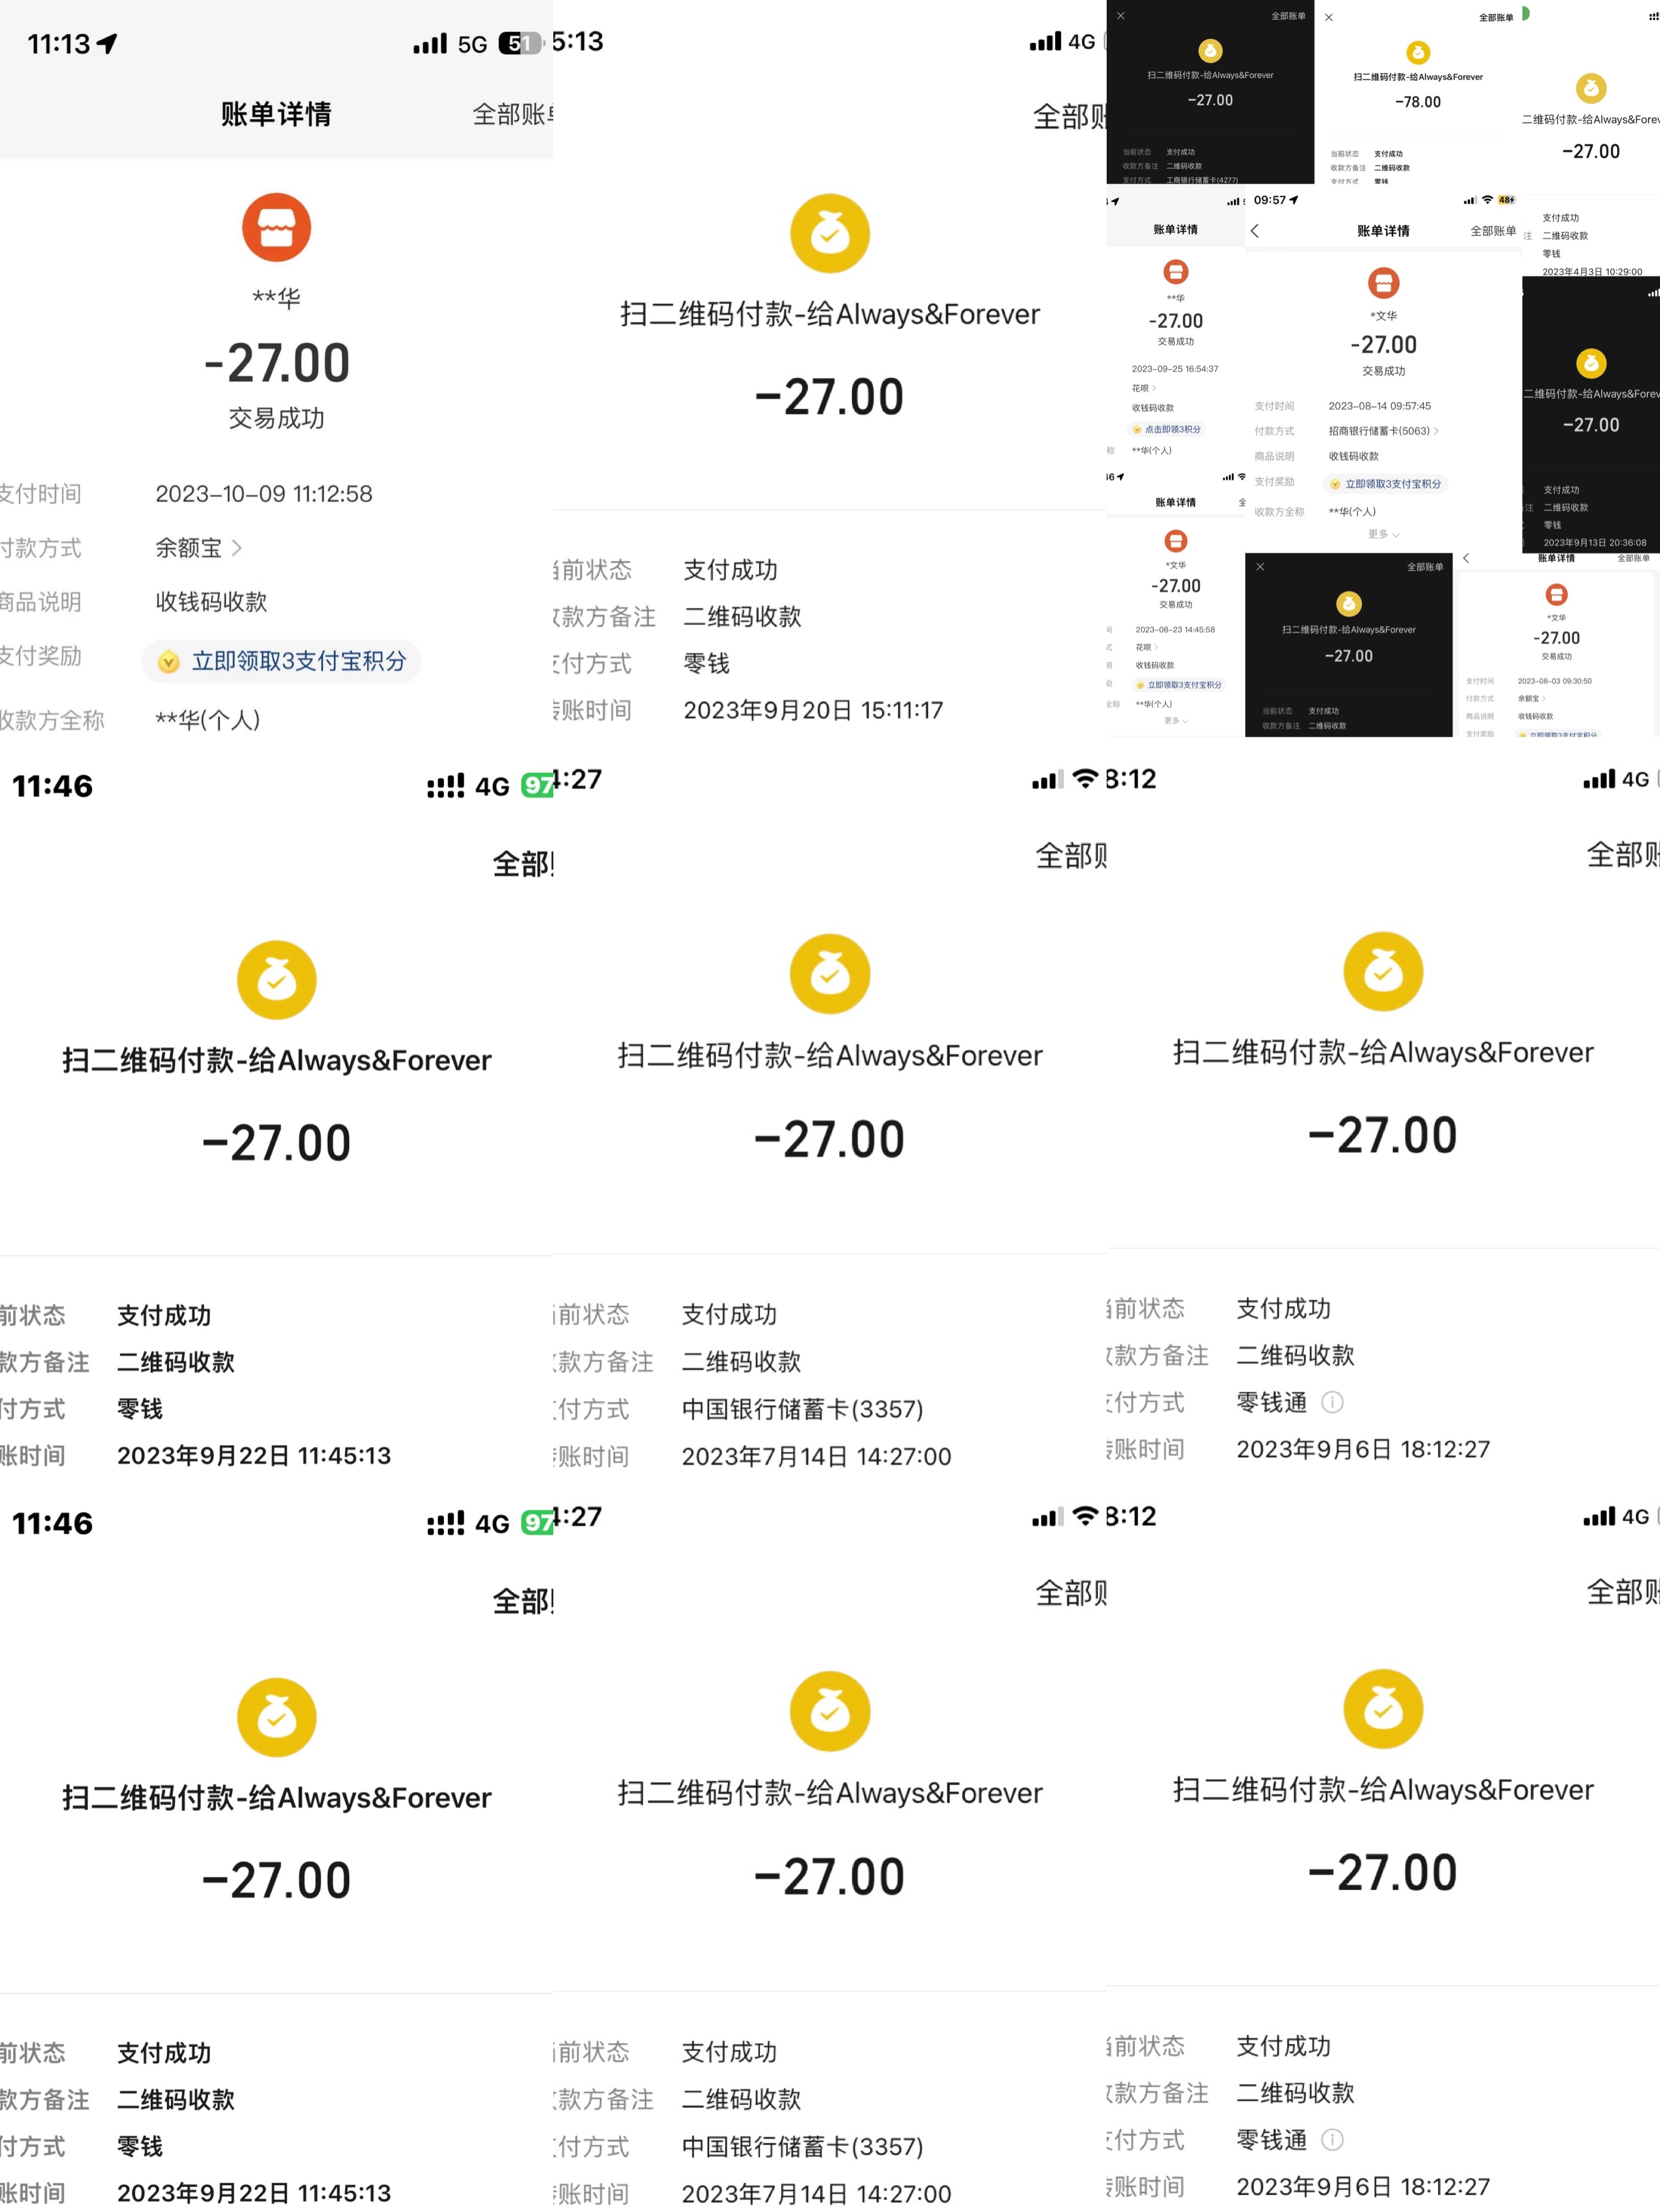 11:13
5G
51
账单详情
全部账单
**华
-27.00
交易成功
支付时间 2023-10-09 11:12:58
付款方式 余额宝
商品说明 收钱码收款
支付奖励 立即领取3支付宝积分
收款方全称 **华(个人)
5:13
4G
全部账
扫二维码付款-给Always&Forever
-27.00
当前状态 支付成功
收款方备注 二维码收款
支付方式 零钱
转账时间 2023年9月20日 15:11:17
全部账单
扫二维码付款-给Always&Forever
-27.00
当前状态 支付成功
收款方备注 二维码收款
支付方式 工商银行储蓄卡(4277)
全部账单
扫二维码付款-给Always&Forever
-78.00
当前状态 支付成功
收款方备注 二维码收款
支付方式 零钱
二维码付款-给Always&Forev
-27.00
支付成功
注 二维码收款
零钱
2023年4月3日 10:29:00
账单详情
**华
-27.00
交易成功
2023-09-25 16:54:37
花呗
收钱码收款
点击即领3积分
称 **华(个人)
09:57
48
账单详情
全部账单
*文华
-27.00
交易成功
支付时间 2023-08-14 09:57:45
付款方式 招商银行储蓄卡(5063)
商品说明 收钱码收款
支付奖励 立即领取3支付宝积分
收款方全称 **华(个人)
更多
二维码付款-给Always&Forev
-27.00
支付成功
注 二维码收款
零钱
2023年9月13日 20:36:08
46
账单详情
全
*文华
-27.00
交易成功
间 2023-08-23 14:45:58
式 花呗
明 收钱码收款
励 立即领取3支付宝积分
全称 **华(个人)
更多
全部账单
扫二维码付款-给Always&Forever
-27.00
当前状态 支付成功
收款方备注 二维码收款
账单详情
全部账单
*文华
-27.00
交易成功
支付时间 2023-08-03 09:30:50
付款方式 余额宝
商品说明 收钱码收款
支付奖励 立即领取3支付宝积分
11:46
4G
97
全部
扫二维码付款-给Always&Forever
-27.00
前状态 支付成功
款方备注 二维码收款
付方式 零钱
账时间 2023年9月22日 11:45:13
4:27
全部账
扫二维码付款-给Always&Forever
-27.00
当前状态 支付成功
收款方备注 二维码收款
支付方式 中国银行储蓄卡(3357)
转账时间 2023年7月14日 14:27:00
8:12
4G
全部账
扫二维码付款-给Always&Forever
-27.00
当前状态 支付成功
收款方备注 二维码收款
支付方式 零钱通
转账时间 2023年9月6日 18:12:27
11:46
4G
97
全部
扫二维码付款-给Always&Forever
-27.00
前状态 支付成功
款方备注 二维码收款
付方式 零钱
账时间 2023年9月22日 11:45:13
4:27
全部账
扫二维码付款-给Always&Forever
-27.00
当前状态 支付成功
收款方备注 二维码收款
支付方式 中国银行储蓄卡(3357)
转账时间 2023年7月14日 14:27:00
8:12
4G
全部账
扫二维码付款-给Always&Forever
-27.00
当前状态 支付成功
收款方备注 二维码收款
支付方式 零钱通
转账时间 2023年9月6日 18:12:27